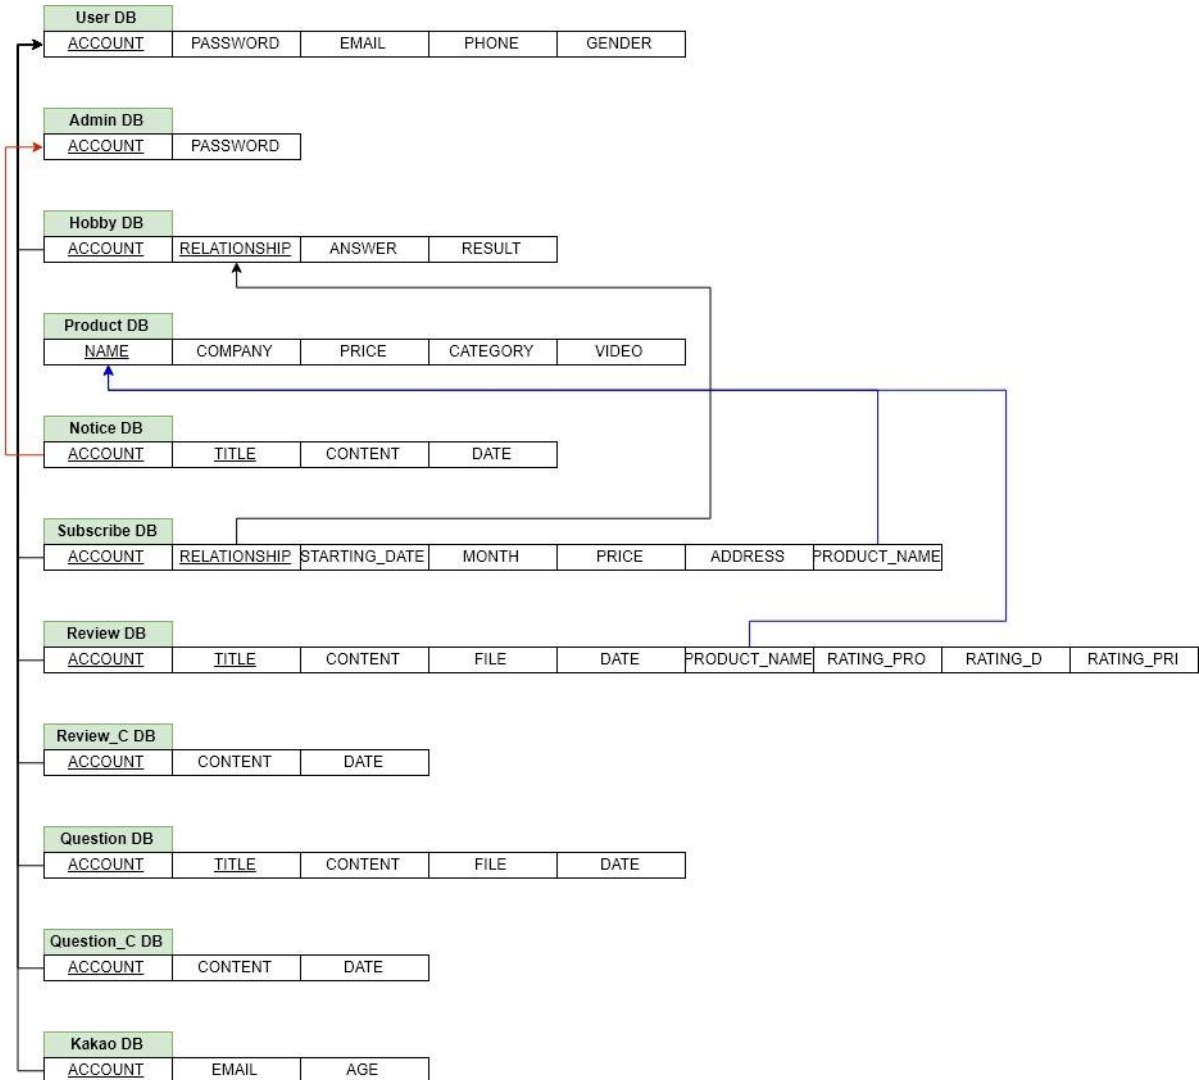 User DB
ACCOUNT PASSWORD EMAIL PHONE GENDER
Admin DB
ACCOUNT PASSWORD
Hobby DB
ACCOUNT RELATIONSHIP ANSWER RESULT
Product DB
NAME COMPANY PRICE CATEGORY VIDEO
Notice DB
ACCOUNT TITLE CONTENT DATE
Subscribe DB
ACCOUNT RELATIONSHIP STARTING_DATE MONTH PRICE ADDRESS PRODUCT_NAME
Review DB
ACCOUNT TITLE CONTENT FILE DATE PRODUCT_NAME RATING_PRO RATING_D RATING_PRI
Review_C DB
ACCOUNT CONTENT DATE
Question DB
ACCOUNT TITLE CONTENT FILE DATE
Question_C DB
ACCOUNT CONTENT DATE
Kakao DB
ACCOUNT EMAIL AGE